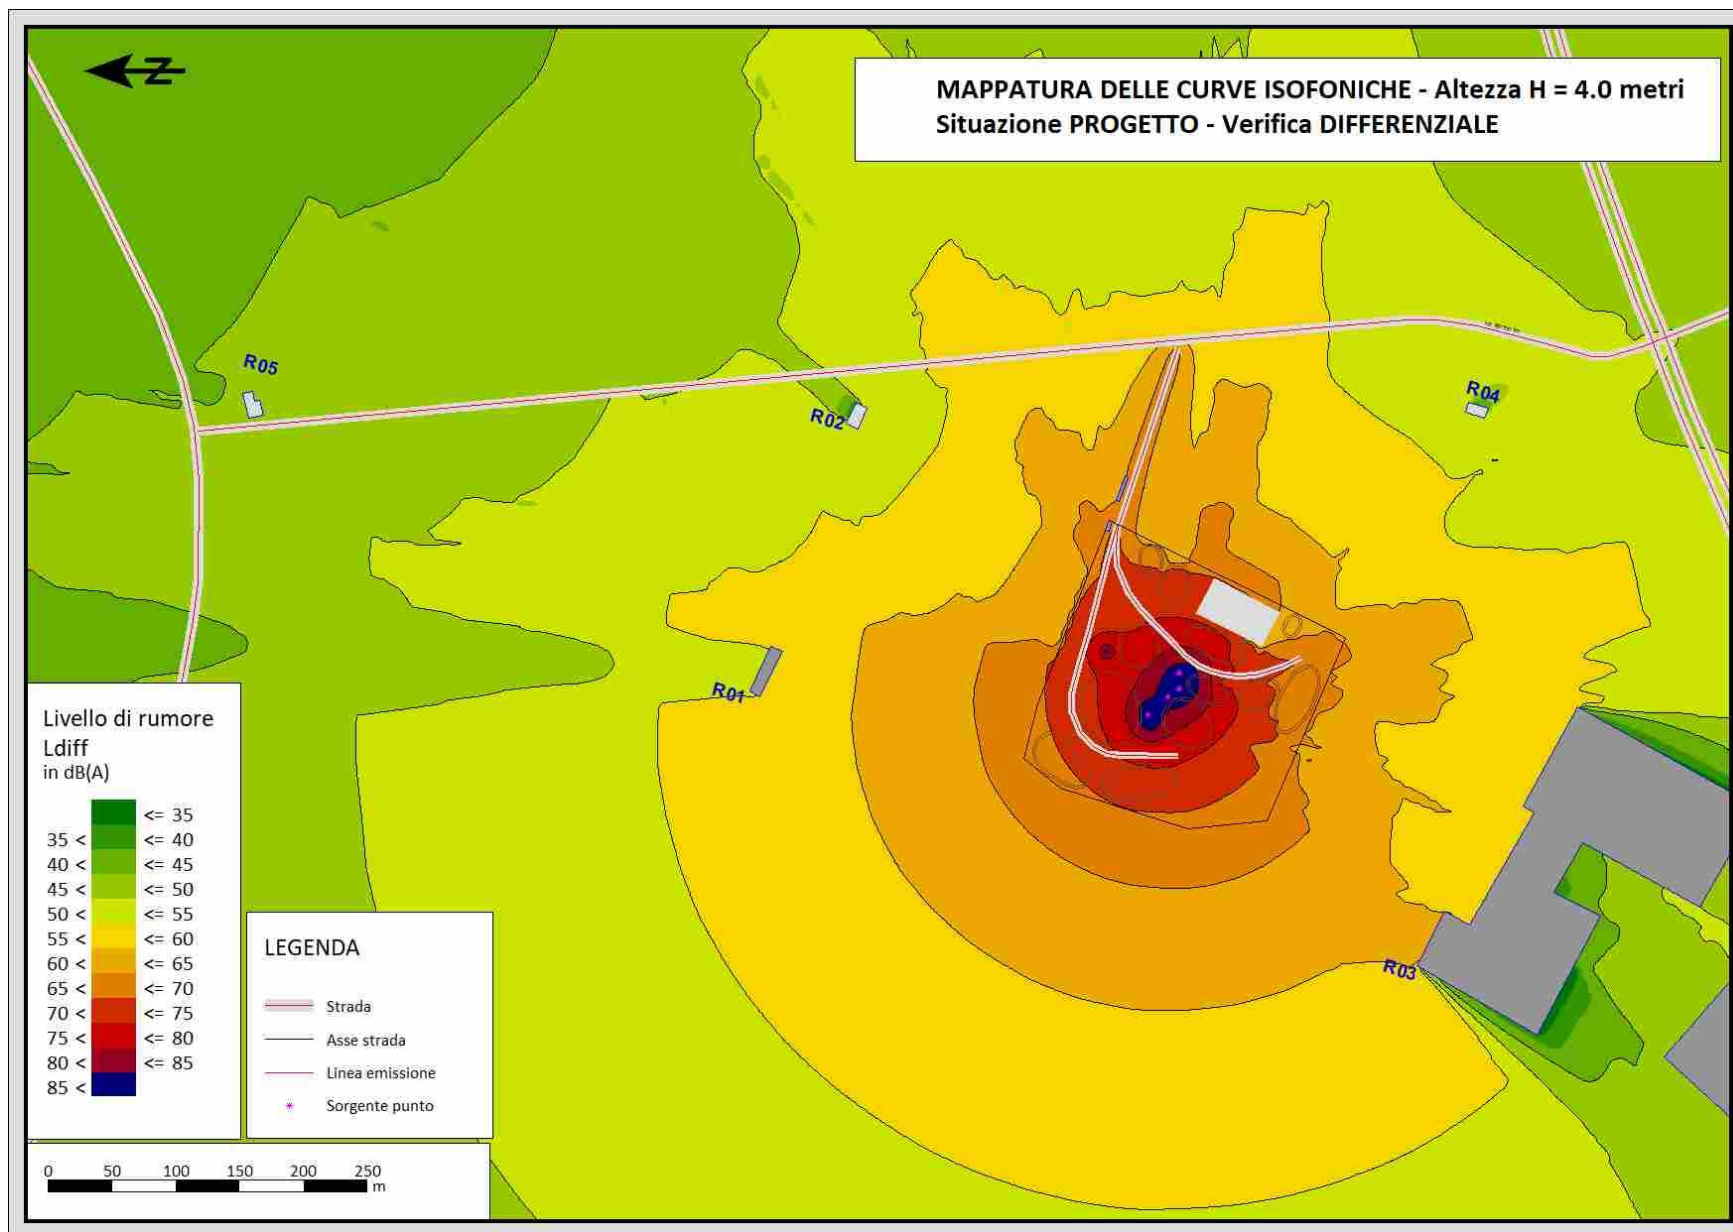 Z
MAPPATURA DELLE CURVE ISOFONICHE - Altezza H = 4.0 metri
Situazione PROGETTO - Verifica DIFFERENZIALE
R05
R02
R04
R01
R03
Livello di rumore
Ldiff
in dB(A)
<= 35
35 < <= 40
40 < <= 45
45 < <= 50
50 < <= 55
55 < <= 60
60 < <= 65
65 < <= 70
70 < <= 75
75 < <= 80
80 < <= 85
85 <
LEGENDA
Strada
Asse strada
Linea emissione
Sorgente punto
0 50 100 150 200 250
m